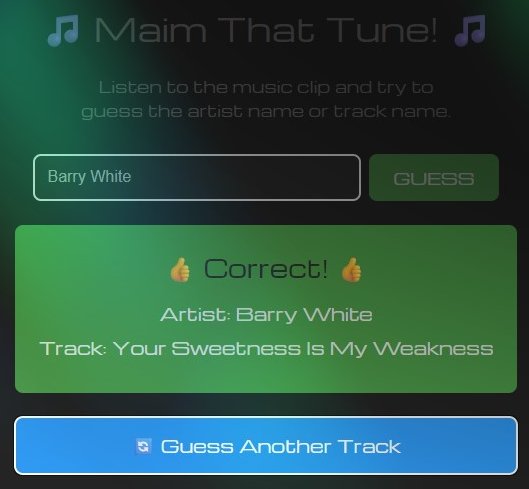 🎵 Maim That Tune! 🎵
Listen to the music clip and try to
guess the artist name or track name.
Barry White
GUESS
👍 Correct! 👍
Artist: Barry White
Track: Your Sweetness Is My Weakness
🔄 Guess Another Track